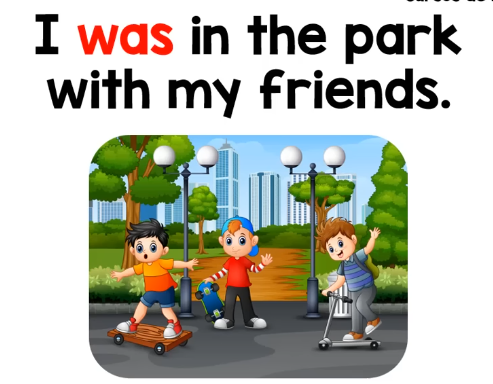 I was in the park
with my friends.